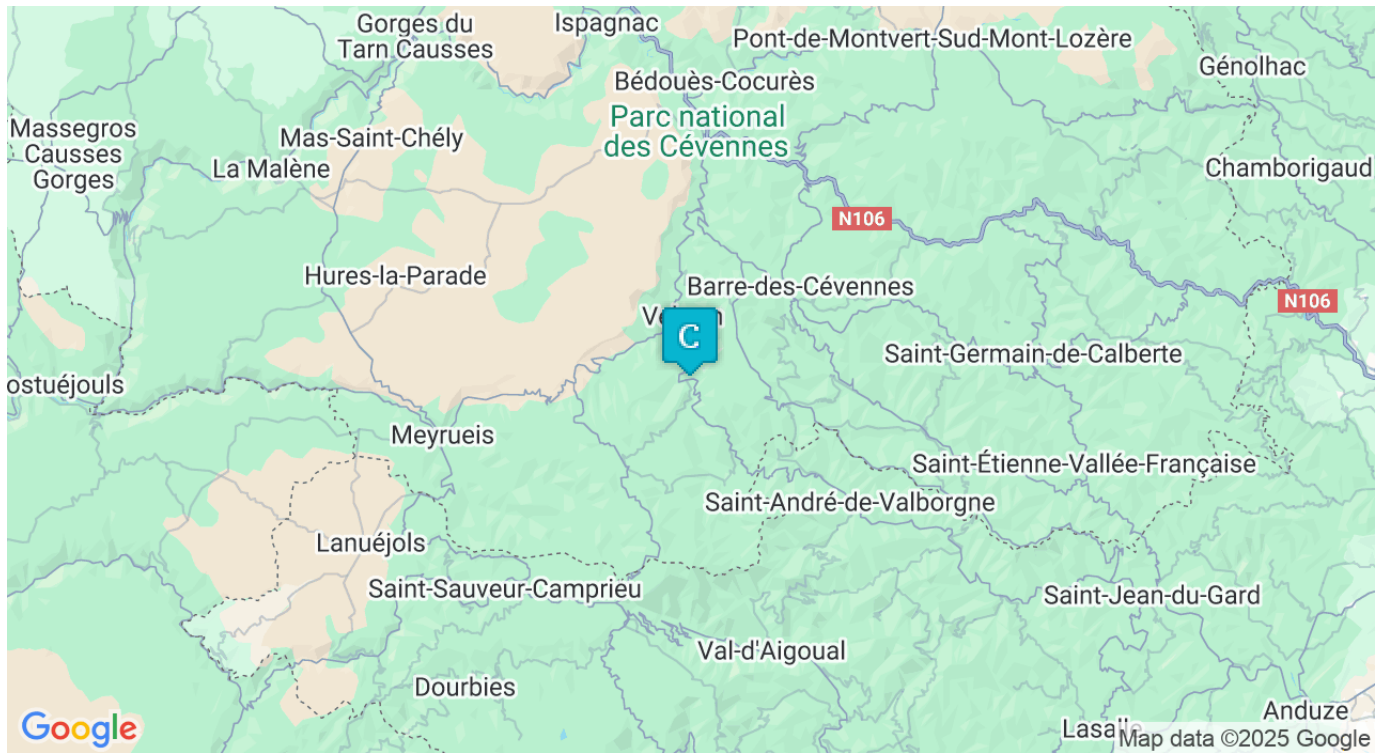 Gorges du
Tarn Causses
Ispagnac
Pont-de-Montvert-Sud-Mont-Lozère
Génolhac
Bédouès-Cocurès
Parc national
des Cévennes
Massegros
Causses
Gorges
Mas-Saint-Chély
La Malène
Chamborigaud
N106
Hures-la-Parade
Barre-des-Cévennes
N106
C
Saint-Germain-de-Calberte
ostuéjouls
Meyrueis
Saint-Étienne-Vallée-Française
Saint-André-de-Valborgne
Lanuéjols
Saint-Sauveur-Camprieu
Saint-Jean-du-Gard
Val-d'Aigoual
Dourbies
Anduze
Google
Map data ©2025 Google